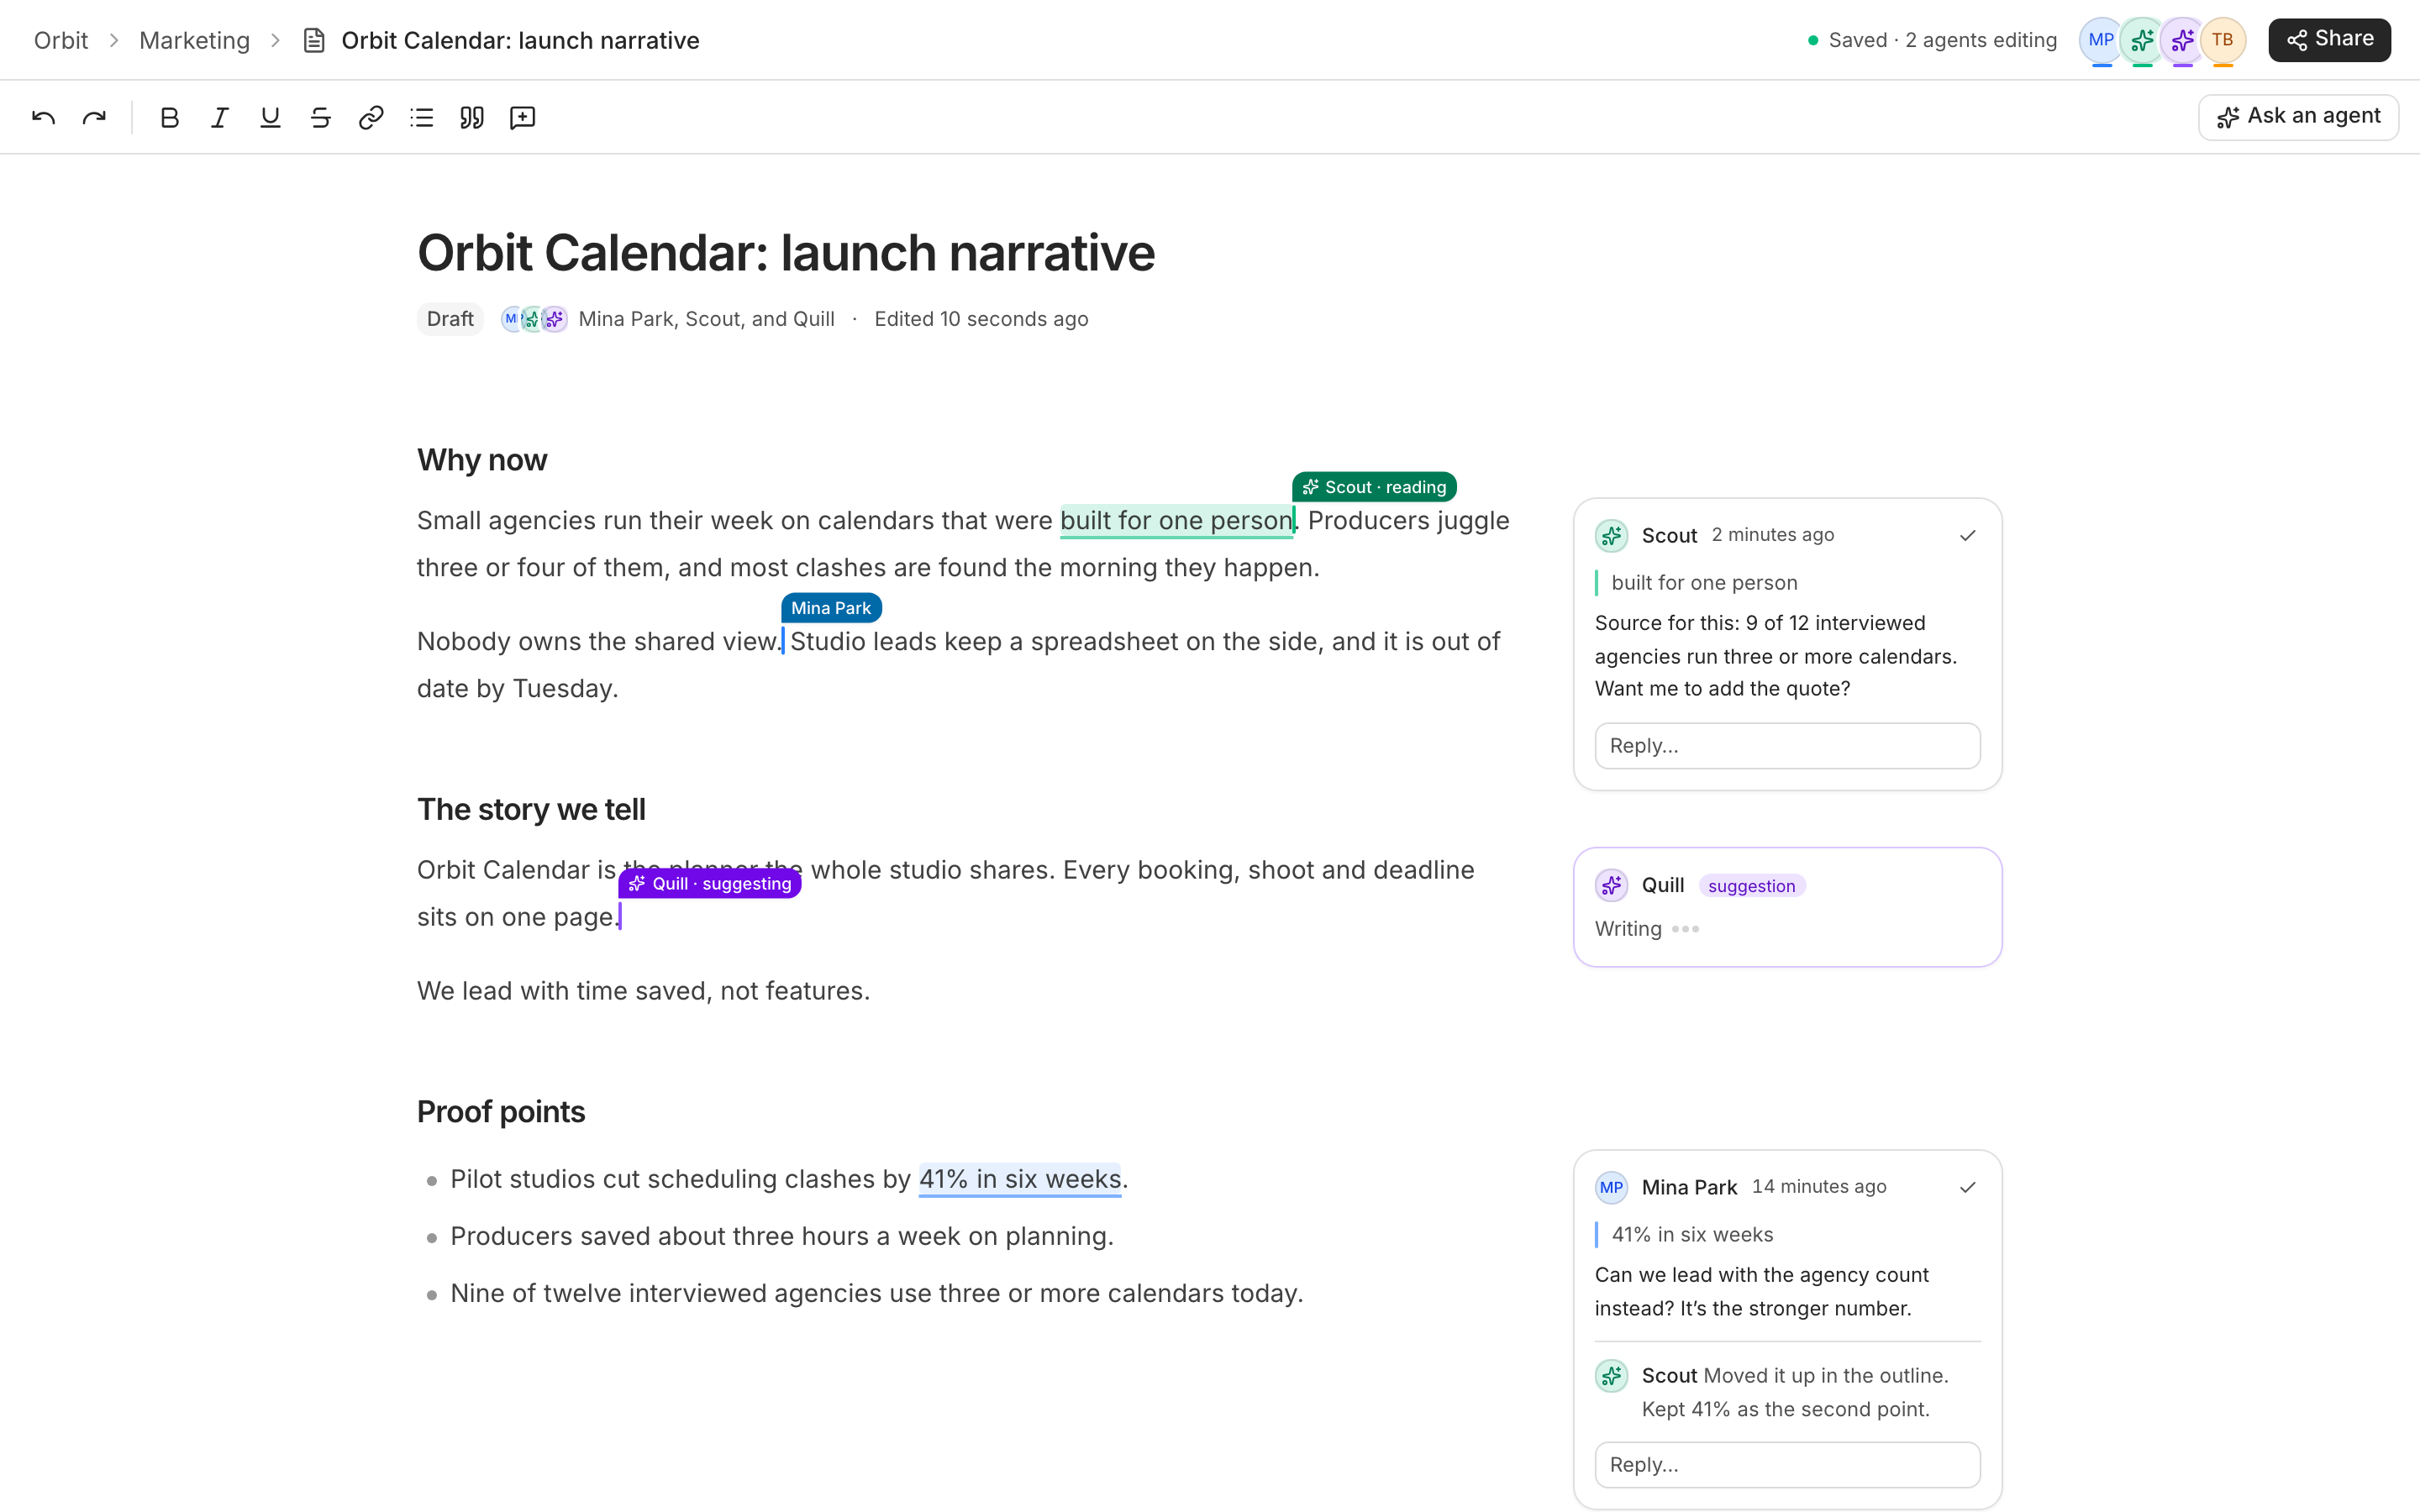 Orbit
Marketing
Orbit Calendar: launch narrative
Saved · 2 agents editing
MP
TB
Share
Ask an agent
Orbit Calendar: launch narrative
Draft
Mina Park, Scout, and Quill · Edited 10 seconds ago
Why now
Scout · reading
Small agencies run their week on calendars that were built for one person. Producers juggle
three or four of them, and most clashes are found the morning they happen.
Mina Park
Nobody owns the shared view. Studio leads keep a spreadsheet on the side, and it is out of
date by Tuesday.
The story we tell
Orbit Calendar is the planner the whole studio shares. Every booking, shoot and deadline
Quill · suggesting
sits on one page.
We lead with time saved, not features.
Proof points
Pilot studios cut scheduling clashes by 41% in six weeks.
Producers saved about three hours a week on planning.
Nine of twelve interviewed agencies use three or more calendars today.
Scout 2 minutes ago
built for one person
Source for this: 9 of 12 interviewed
agencies run three or more calendars.
Want me to add the quote?
Reply...
Quill suggestion
Writing
MP Mina Park 14 minutes ago
41% in six weeks
Can we lead with the agency count
instead? It’s the stronger number.
Scout Moved it up in the outline.
Kept 41% as the second point.
Reply...